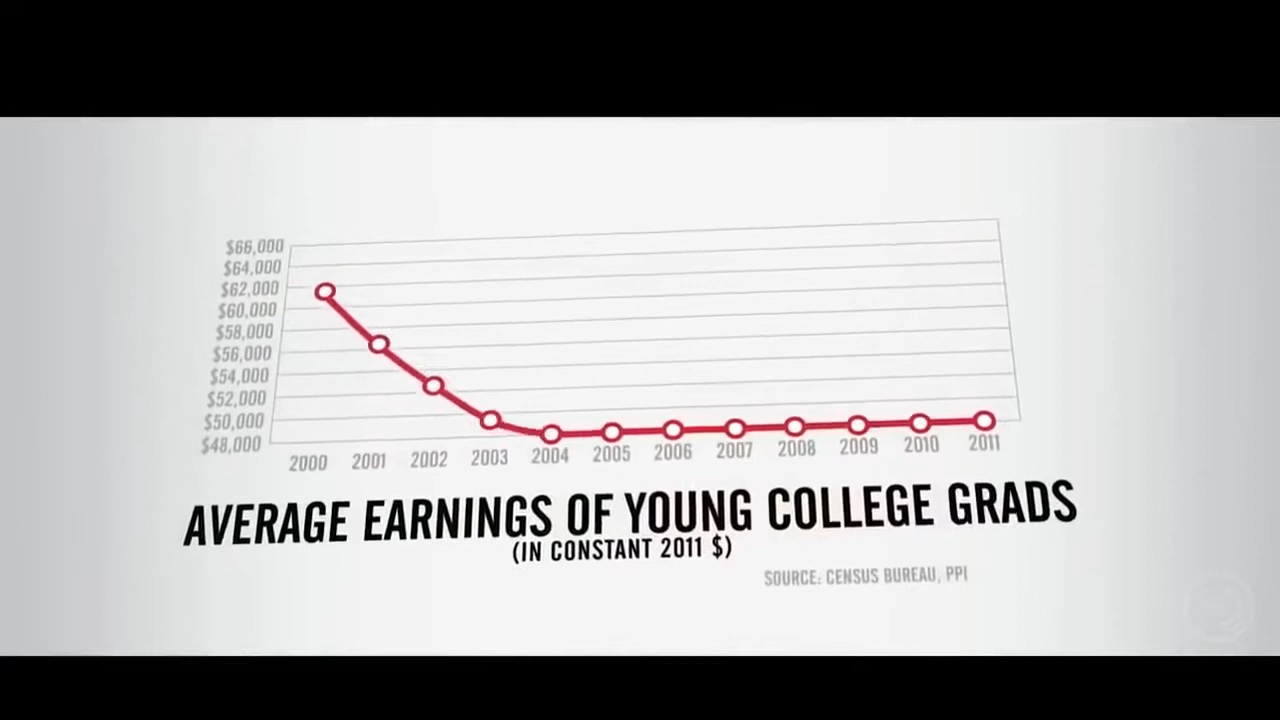 $66,000
$64,000
$62,000
$60,000
$58,000
$56,000
$54,000
$52,000
$50,000
$48,000
2000 2001 2002 2003 2004 2005 2006 2007 2008 2009 2010 2011
AVERAGE EARNINGS OF YOUNG COLLEGE GRADS
(IN CONSTANT 2011 $)
SOURCE: CENSUS BUREAU, PPI